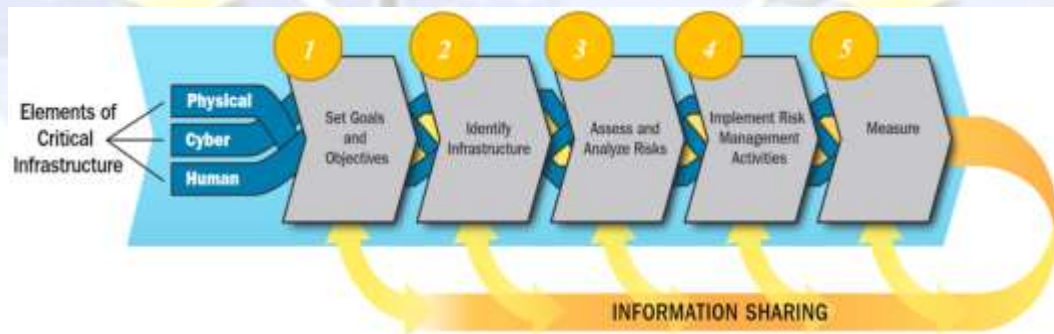 1
2
3
4
5
Elements of
Critical
Infrastructure
Physical
Cyber
Human
Set Goals
and
Objectives
Identify
Infrastructure
Assess and
Analyze Risks
Implement Risk
Management
Activities
Measure
INFORMATION SHARING